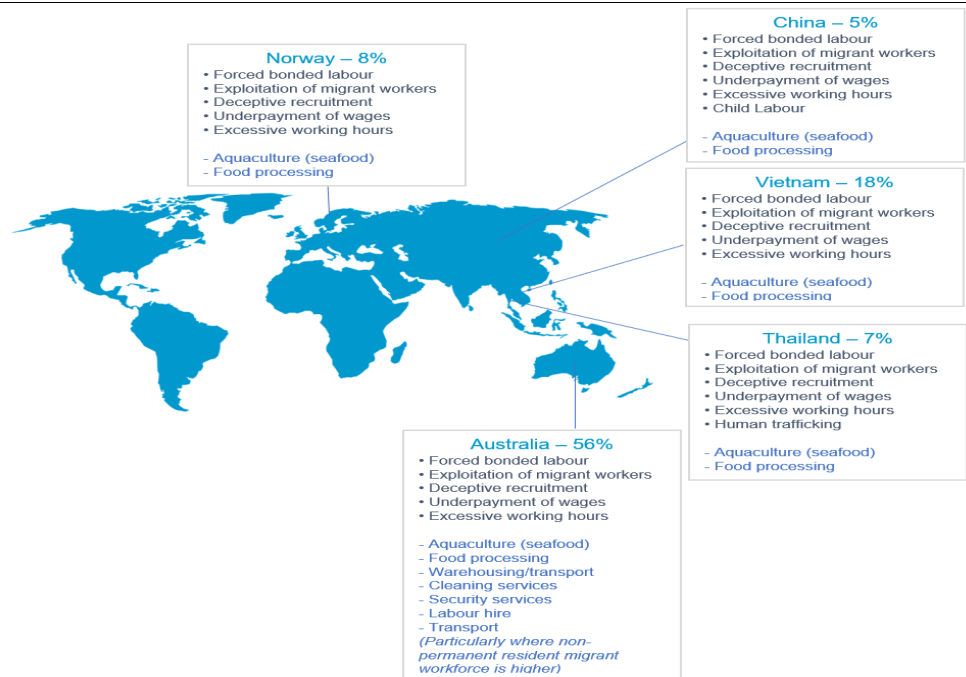 Norway – 8%
• Forced bonded labour
• Exploitation of migrant workers
• Deceptive recruitment
• Underpayment of wages
• Excessive working hours
- Aquaculture (seafood)
- Food processing
China – 5%
• Forced bonded labour
• Exploitation of migrant workers
• Deceptive recruitment
• Underpayment of wages
• Excessive working hours
• Child Labour
- Aquaculture (seafood)
- Food processing
Vietnam – 18%
• Forced bonded labour
• Exploitation of migrant workers
• Deceptive recruitment
• Underpayment of wages
• Excessive working hours
- Aquaculture (seafood)
- Food processing
Thailand – 7%
• Forced bonded labour
• Exploitation of migrant workers
• Deceptive recruitment
• Underpayment of wages
• Excessive working hours
• Human trafficking
- Aquaculture (seafood)
- Food processing
Australia – 56%
• Forced bonded labour
• Exploitation of migrant workers
• Deceptive recruitment
• Underpayment of wages
• Excessive working hours
- Aquaculture (seafood)
- Food processing
- Warehousing/transport
- Cleaning services
- Security services
- Labour hire
- Transport
(Particularly where non-
permanent resident migrant
workforce is higher)